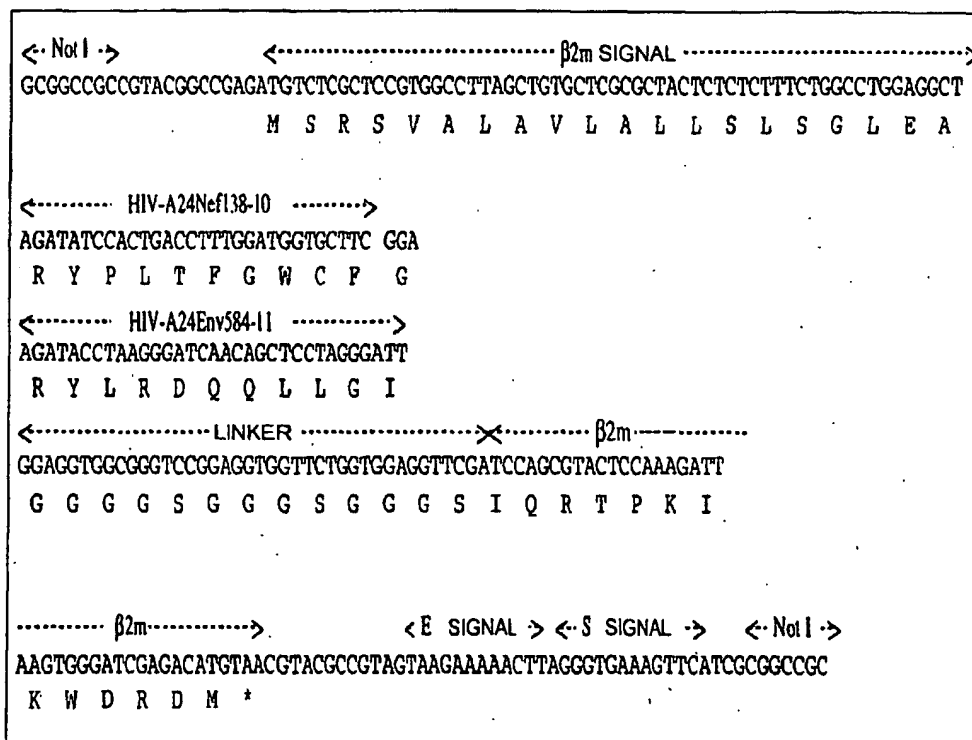 <·· Not I ··> <·················· β2m SIGNAL ··················>
GCGGCCGCCGTACGGCCGAGATGTCTCGCTCCGTGGCCTTAGCTGTGCTCGCGCTACTCTCTCTTTCTGGCCTGGAGGCT
M S R S V A L A V L A L L S L S G L E A
<·········· HIV-A24Nef138-10 ········>
AGATATCCACTGACCTTTGGATGGTGCTTC GGA
R Y P L T F G W C F G
<·········· HIV-A24Env584-11 ··········>
AGATACCTAAGGGATCAACAGCTCCTAGGGATT
R Y L R D Q Q L L G I
<···················· LINKER ··················><·········· β2m ··········
GGAGGTGGCGGGTCCGGAGGTGGTTCTGGTGGAGGTTCGATCCAGCGTACTCCAAAGATT
G G G G S G G G S G G G S I Q R T P K I
·········· β2m ············> <E SIGNAL ·> <·· S SIGNAL ·> <·· Not I ·>
AAGTGGGATCGAGACATGTAACGTACGCCGTAGTAAGAAAAACTTAGGGTGAAAGTTCATCGCGGCCGC
K W D R D M *